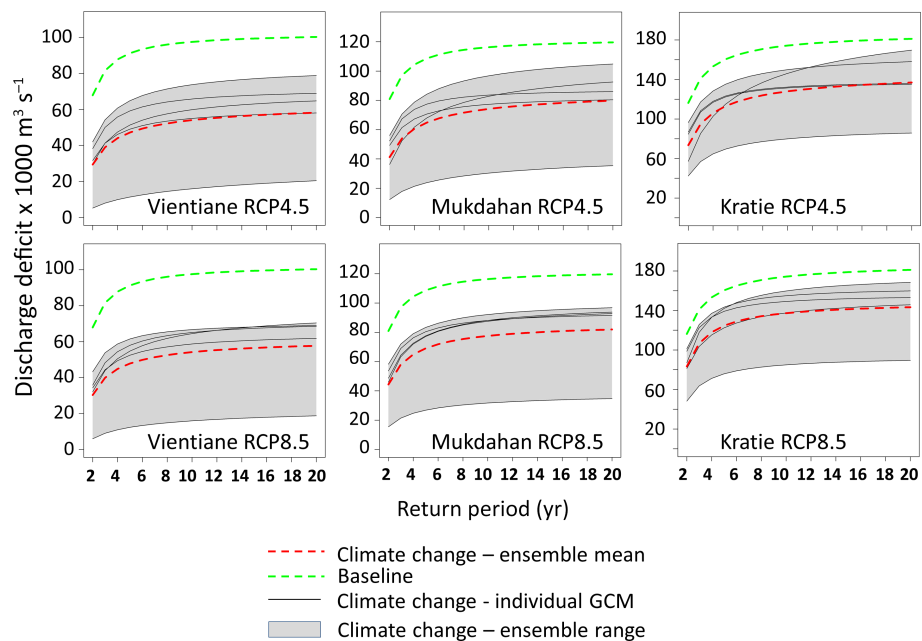 Discharge deficit x 1000 m³ s⁻¹
100
80
60
40
20
0
Vientiane RCP4.5
120
100
80
60
40
20
0
Mukdahan RCP4.5
180
140
100
60
20
Kratie RCP4.5
100
80
60
40
20
0
Vientiane RCP8.5
2 4 6 8 10 12 14 16 18 20
120
100
80
60
40
20
0
Mukdahan RCP8.5
2 4 6 8 10 12 14 16 18 20
180
140
100
60
20
Kratie RCP8.5
2 4 6 8 10 12 14 16 18 20
Return period (yr)
Climate change – ensemble mean
Baseline
Climate change - individual GCM
Climate change – ensemble range